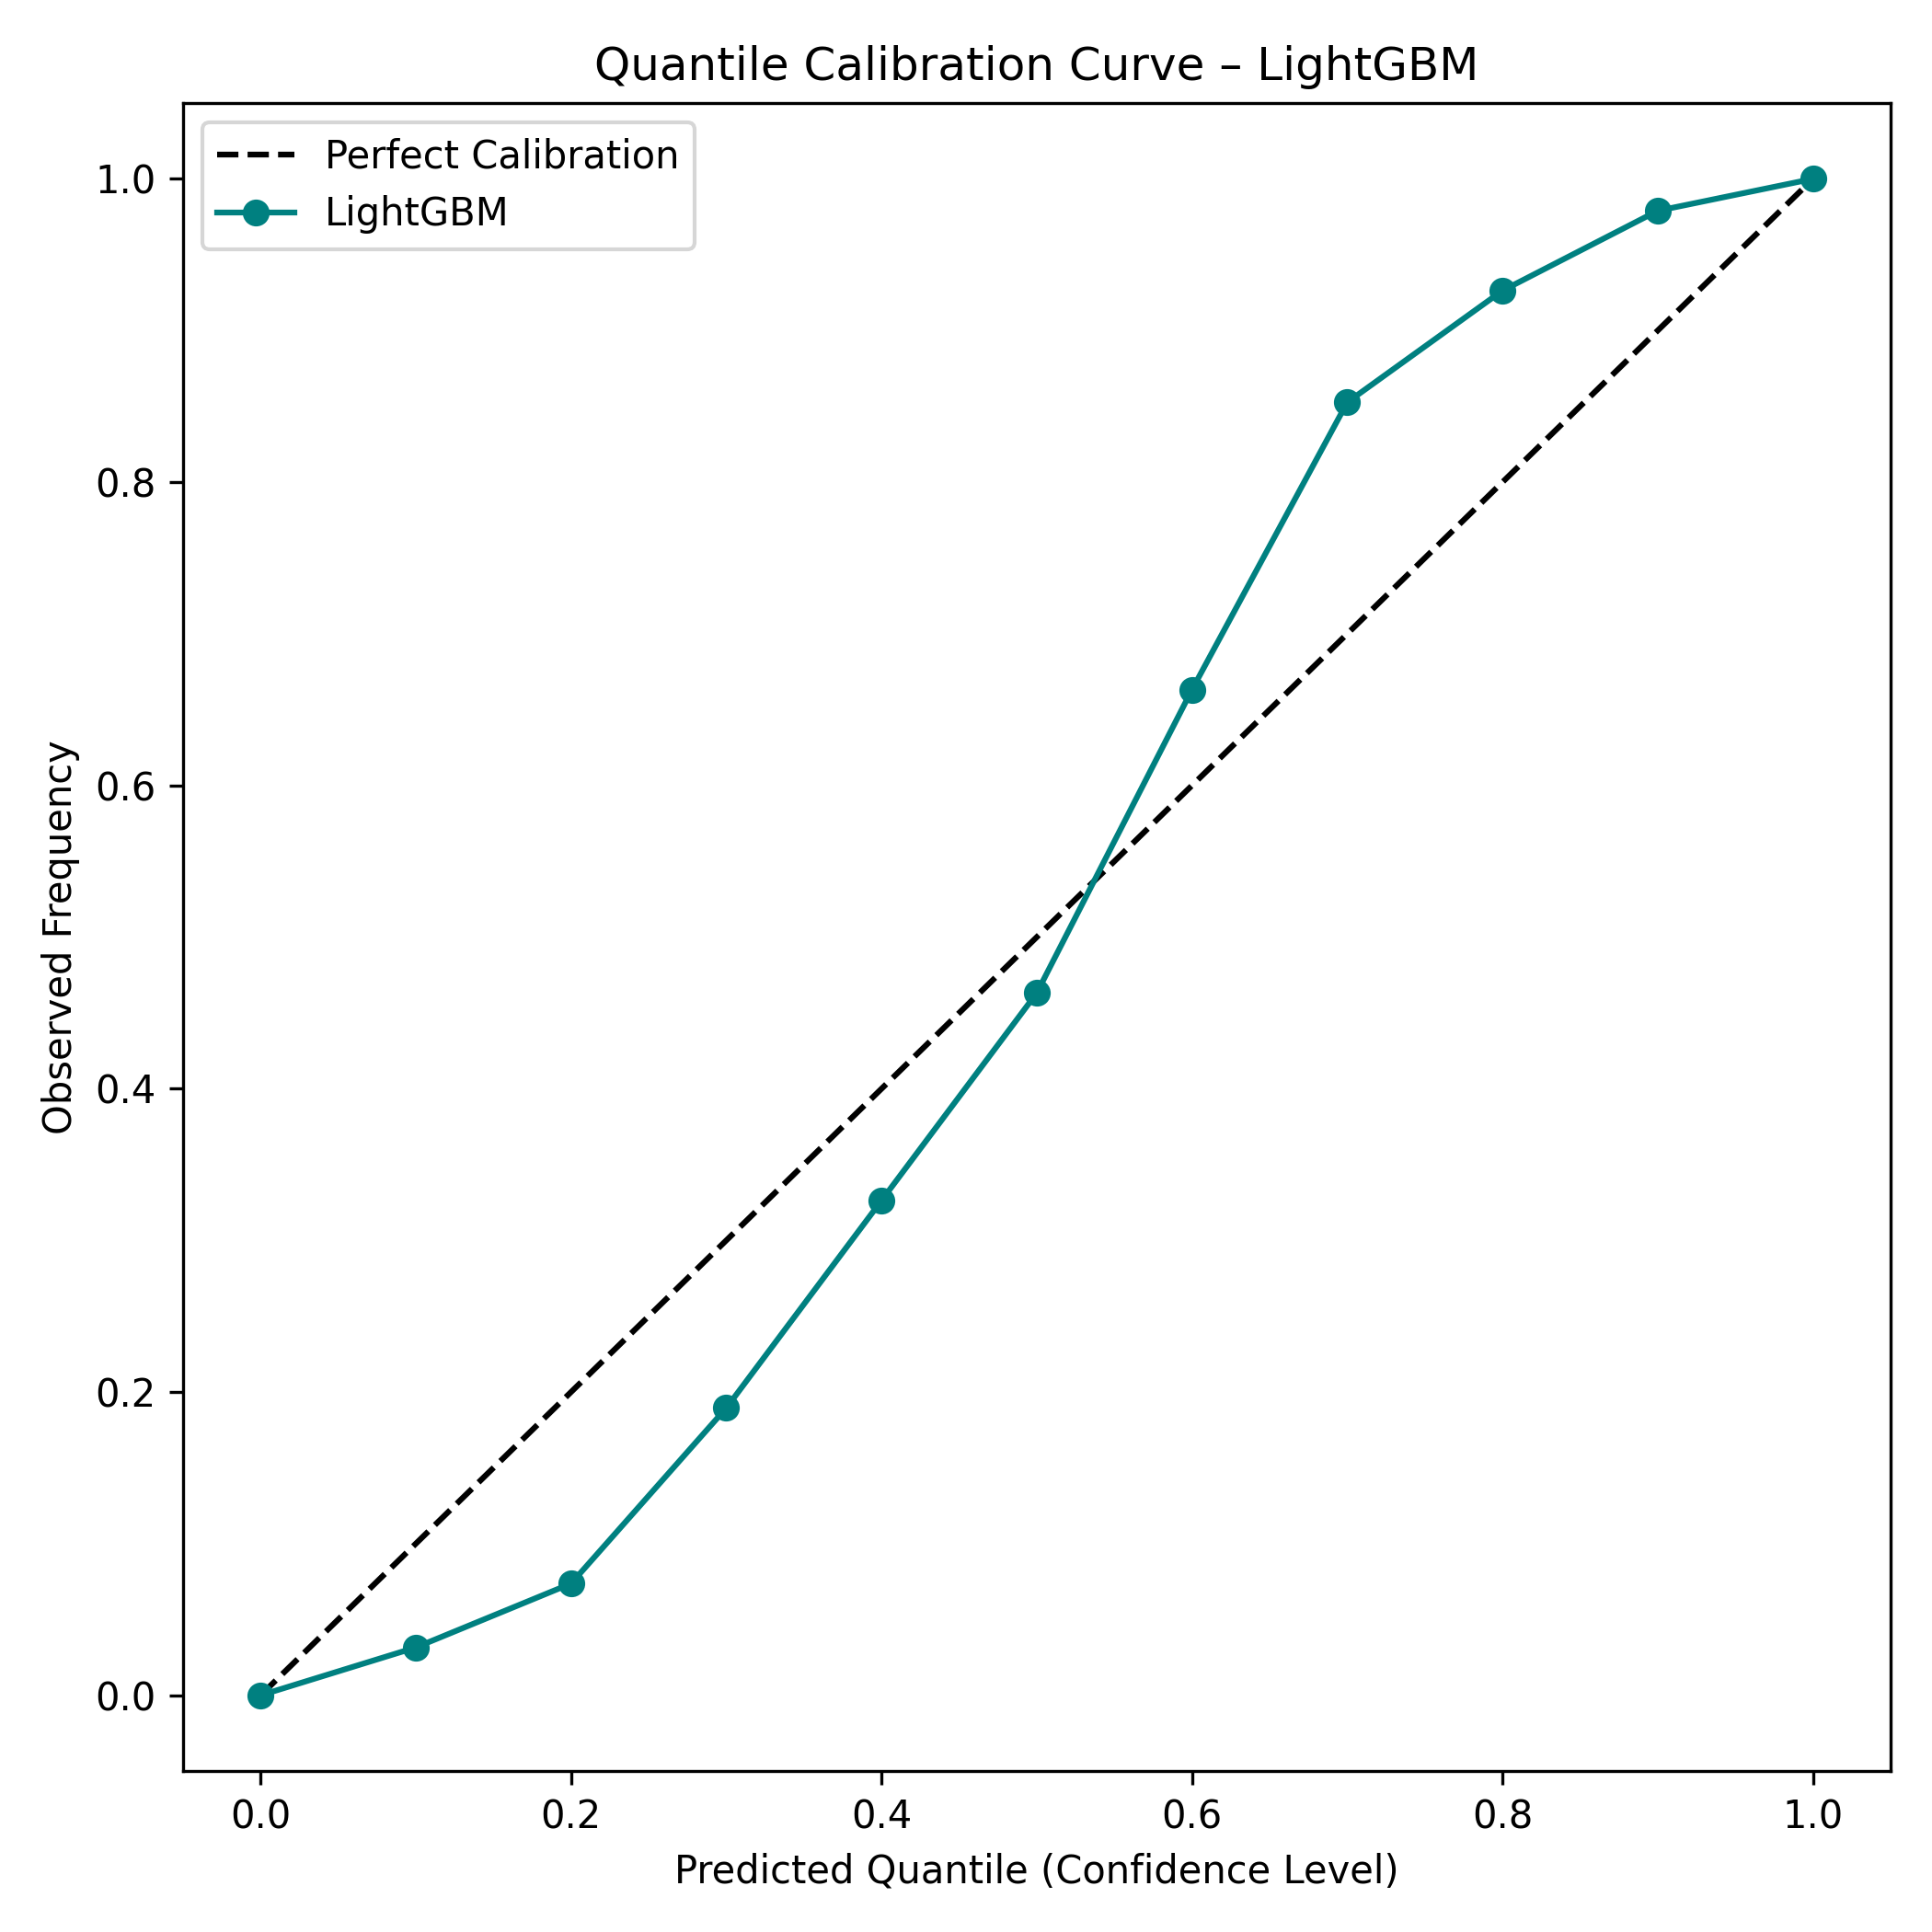 Quantile Calibration Curve – LightGBM
Perfect Calibration
LightGBM
1.0
0.8
0.6
0.4
0.2
0.0
Observed Frequency
0.0 0.2 0.4 0.6 0.8 1.0
Predicted Quantile (Confidence Level)